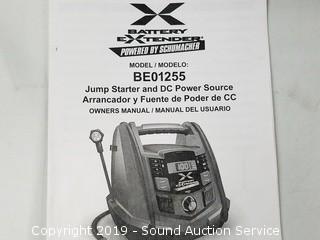 BATTERY
EXTENDER
POWERED BY SCHUMACHER
MODEL / MODELO:
BE01255
Jump Starter and DC Power Source
Arrancador y Fuente de Poder de CC
OWNERS MANUAL / MANUAL DEL USUARIO
Copyright 2019 - Sound Auction Service